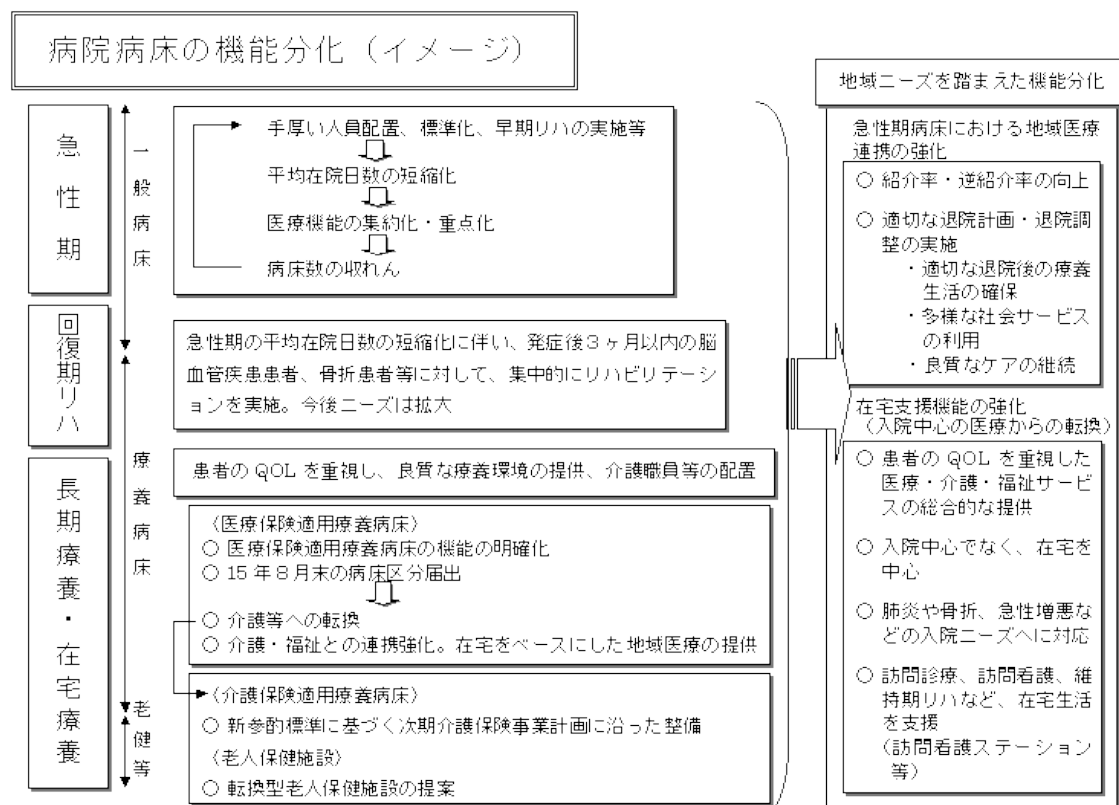 病院病床の機能分化(イメージ)
急性期
一般病床
手厚い人員配置、標準化、早期リハの実施等
平均在院日数の短縮化
医療機能の集約化・重点化
病床数の収れん
回復期リハ
急性期の平均在院日数の短縮化に伴い、発症後3ヶ月以内の脳
血管疾患患者、骨折患者等に対して、集中的にリハビリテーシ
ョンを実施。今後ニーズは拡大
療養病床
長期療養・在宅療養
患者のQOLを重視し、良質な療養環境の提供、介護職員等の配置
(医療保険適用療養病床)
○ 医療保険適用療養病床の機能の明確化
○ 15年8月末の病床区分届出
○ 介護等への転換
○ 介護・福祉との連携強化。在宅をベースにした地域医療の提供
老健等
(介護保険適用療養病床)
○ 新参酌標準に基づく次期介護保険事業計画に沿った整備
(老人保健施設)
○ 転換型老人保健施設の提案
地域ニーズを踏まえた機能分化
急性期病床における地域医療
連携の強化
○ 紹介率・逆紹介率の向上
○ 適切な退院計画・退院調
整の実施
・適切な退院後の療養
生活の確保
・多様な社会サービス
の利用
・良質なケアの継続
在宅支援機能の強化
(入院中心の医療からの転換)
○ 患者のQOLを重視した
医療・介護・福祉サービ
スの総合的な提供
○ 入院中心でなく、在宅を
中心
○ 肺炎や骨折、急性増悪な
どの入院ニーズへに対応
○ 訪問診療、訪問看護、維
持期リハなど、在宅生活
を支援
(訪問看護ステーション
等)